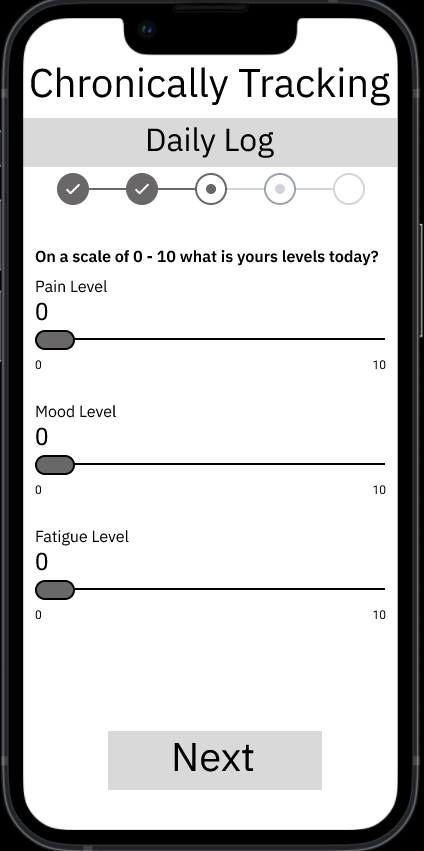 Chronically Tracking
Daily Log
On a scale of 0 - 10 what is yours levels today?
Pain Level
0
0 10
Mood Level
0
0 10
Fatigue Level
0
0 10
Next